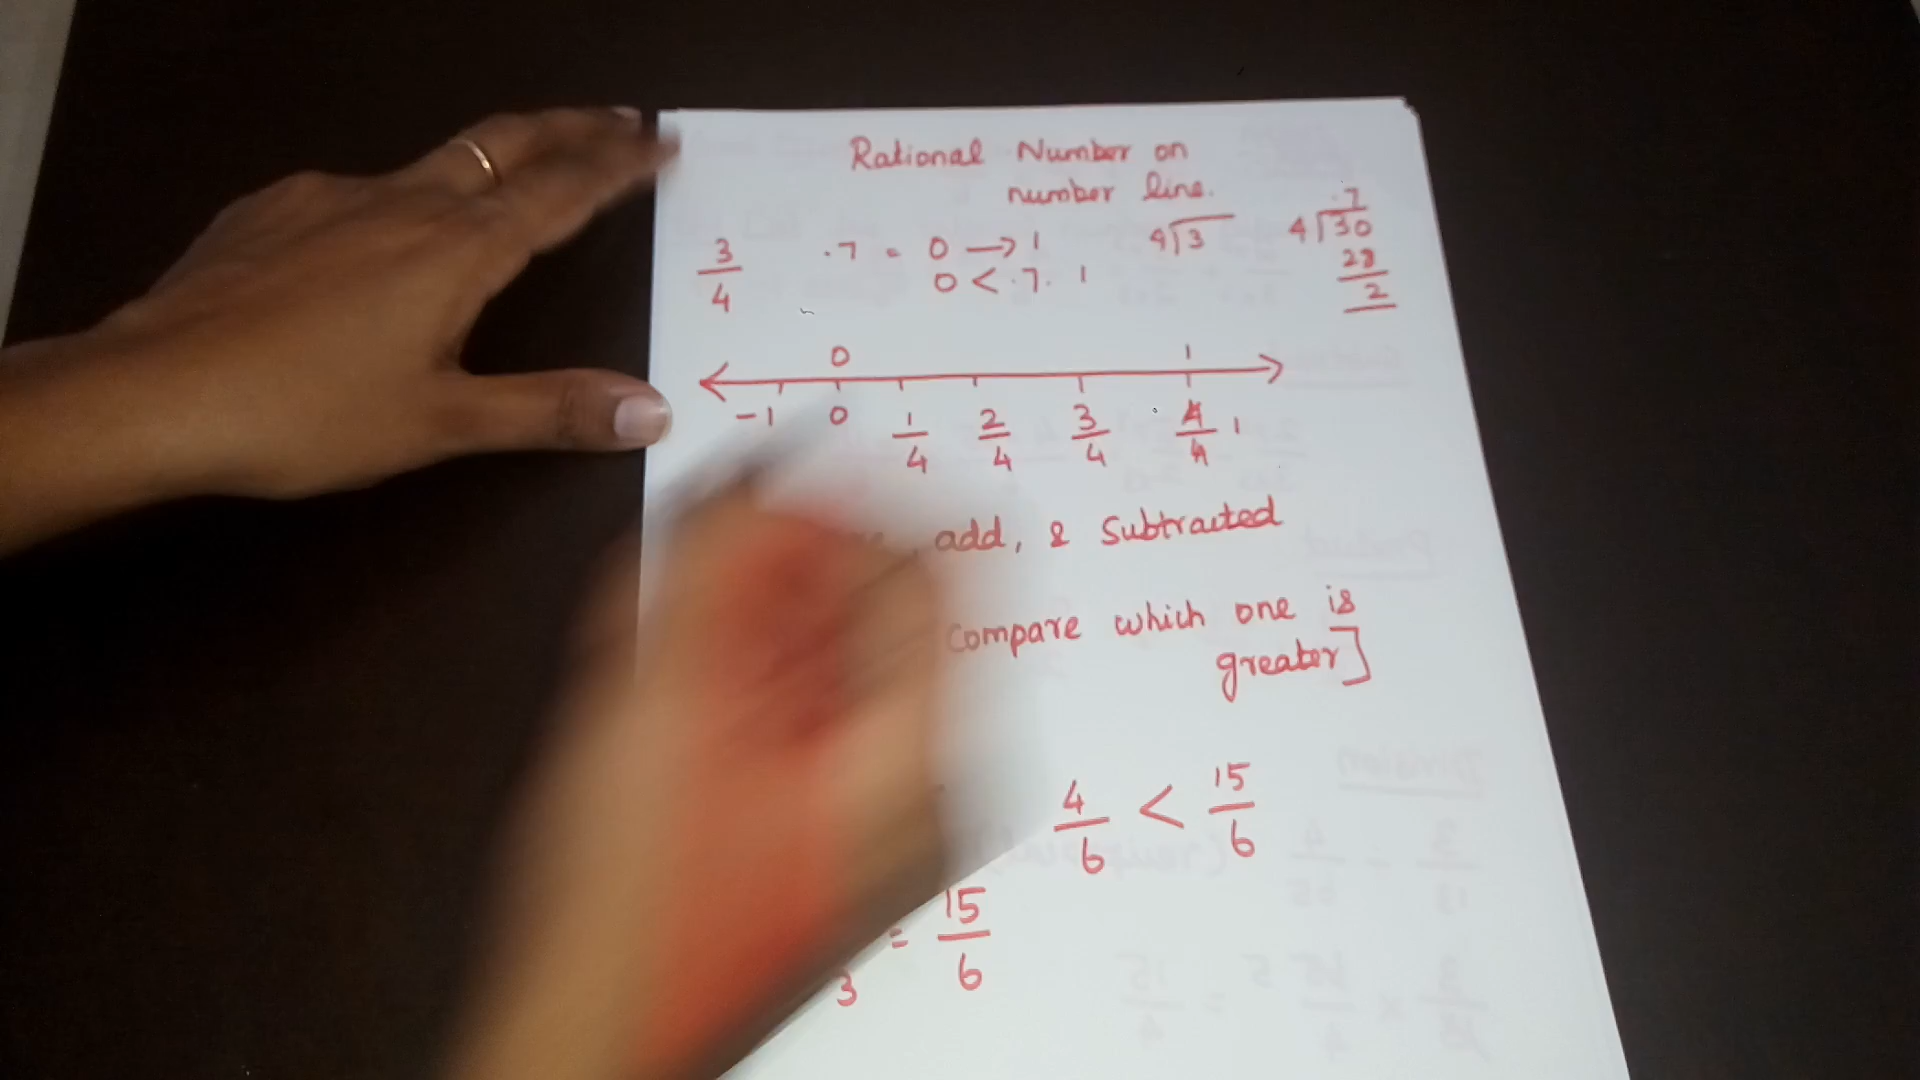 Rational Number on
number line.
3/4 .7 = 0 → 1 4)3 .7
0 < .7. 1 4)30
28
2
0 1
-1 0 1/4 2/4 3/4 4/4 1
, add, & Subtracted
compare which one is
greater]
4/6 < 15/6
3 = 15/6